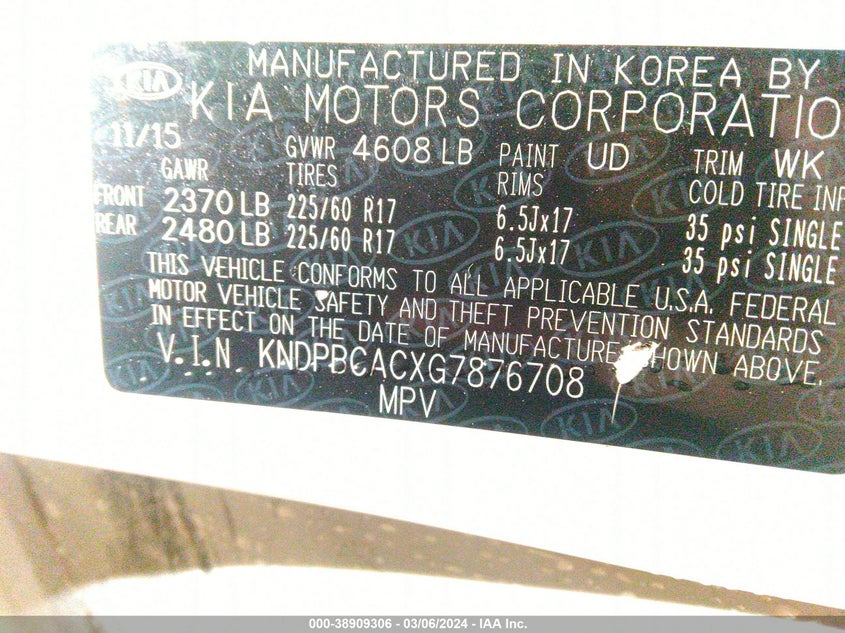 MANUFACTURED IN KOREA BY
KIA KIA MOTORS CORPORATIO
11/15 GVWR 4608 LB PAINT UD TRIM WK
GAWR TIRES RIMS COLD TIRE INF
FRONT 2370 LB 225/60 R17 6.5Jx17 35 psi SINGLE
REAR 2480 LB 225/60 R17 6.5Jx17 35 psi SINGLE
THIS VEHICLE CONFORMS TO ALL APPLICABLE U.S.A. FEDERAL
MOTOR VEHICLE SAFETY AND THEFT PREVENTION STANDARDS
IN EFFECT ON THE DATE OF MANUFACTURE HOWN ABOVE.
V.I.N KNDPBCACXG7876708
MPV
000-38909306 - 03/06/2024 - IAA Inc.